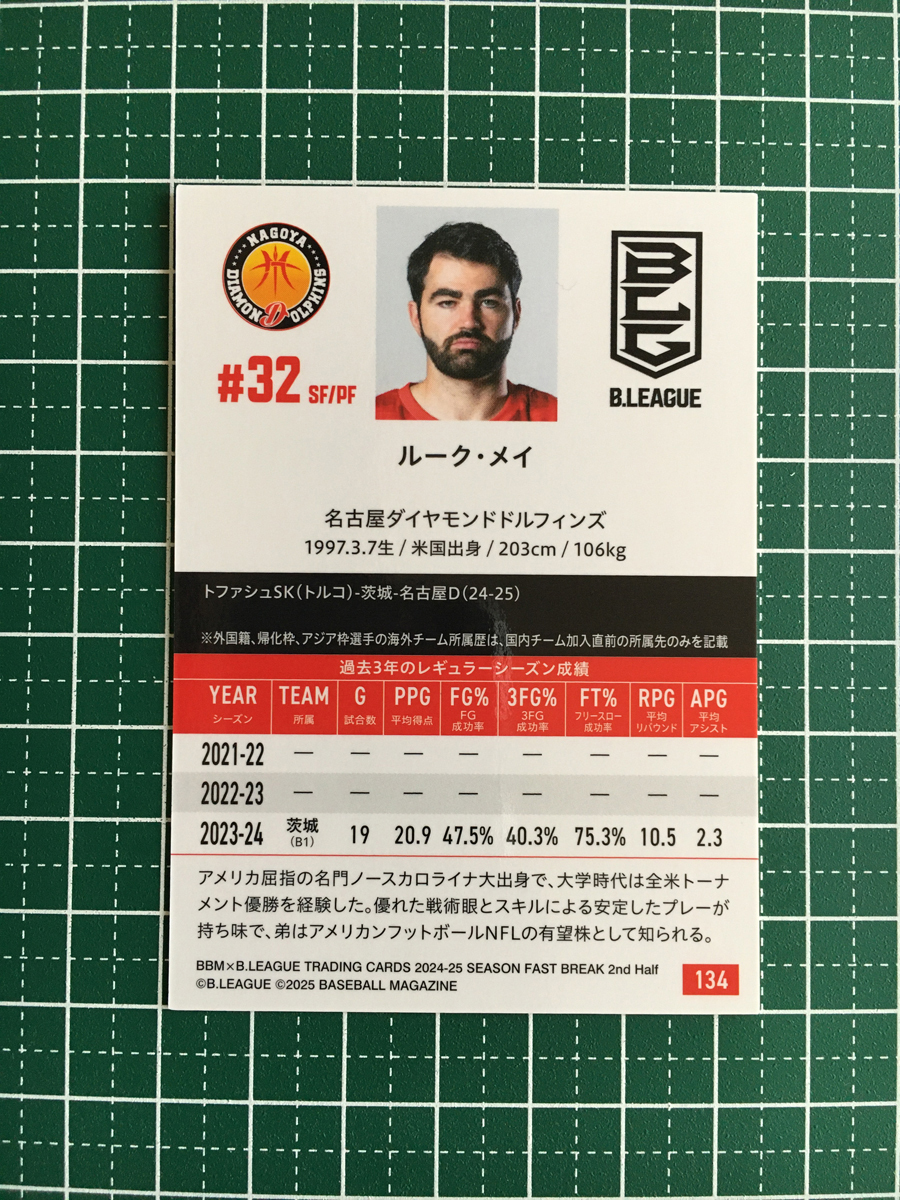 NAGOYA
DIAMOND DOLPHINS
BLG
#32 SF/PF
B.LEAGUE
ルーク・メイ
名古屋ダイヤモンドドルフィンズ
1997.3.7生 / 米国出身 / 203cm / 106kg
トファシュSK(トルコ)-茨城-名古屋D(24-25)
※外国籍、帰化枠、アジア枠選手の海外チーム所属歴は、国内チーム加入直前の所属先のみを記載
過去3年のレギュラーシーズン成績
YEAR TEAM G PPG FG% 3FG% FT% RPG APG
シーズン 所属 試合数 平均得点 FG成功率 3FG成功率 フリースロー成功率 平均リバウンド 平均アシスト
2021-22 — — — — — — — —
2022-23 — — — — — — — —
2023-24 茨城(B1) 19 20.9 47.5% 40.3% 75.3% 10.5 2.3
アメリカ屈指の名門ノースカロライナ大出身で、大学時代は全米トーナ
メント優勝を経験した。優れた戦術眼とスキルによる安定したプレーが
持ち味で、弟はアメリカンフットボールNFLの有望株として知られる。
BBM×B.LEAGUE TRADING CARDS 2024-25 SEASON FAST BREAK 2nd Half
©B.LEAGUE ©2025 BASEBALL MAGAZINE
134